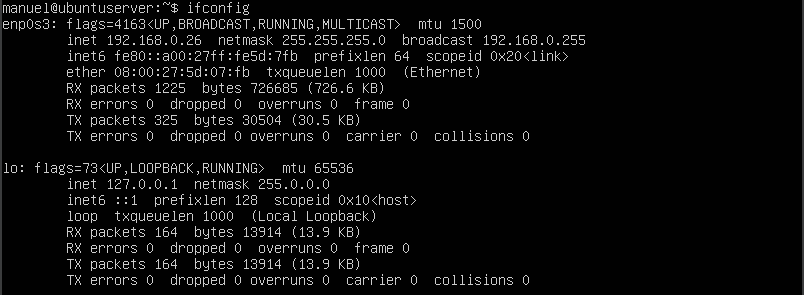 manuel@ubuntuserver:~$ ifconfig
enp0s3: flags=4163<UP,BROADCAST,RUNNING,MULTICAST>  mtu 1500
        inet 192.168.0.26  netmask 255.255.255.0  broadcast 192.168.0.255
        inet6 fe80::a00:27ff:fe5d:7fb  prefixlen 64  scopeid 0x20<link>
        ether 08:00:27:5d:07:fb  txqueuelen 1000  (Ethernet)
        RX packets 1225  bytes 726685 (726.6 KB)
        RX errors 0  dropped 0  overruns 0  frame 0
        TX packets 325  bytes 30504 (30.5 KB)
        TX errors 0  dropped 0 overruns 0  carrier 0  collisions 0

lo: flags=73<UP,LOOPBACK,RUNNING>  mtu 65536
        inet 127.0.0.1  netmask 255.0.0.0
        inet6 ::1  prefixlen 128  scopeid 0x10<host>
        loop  txqueuelen 1000  (Local Loopback)
        RX packets 164  bytes 13914 (13.9 KB)
        RX errors 0  dropped 0  overruns 0  frame 0
        TX packets 164  bytes 13914 (13.9 KB)
        TX errors 0  dropped 0 overruns 0  carrier 0  collisions 0